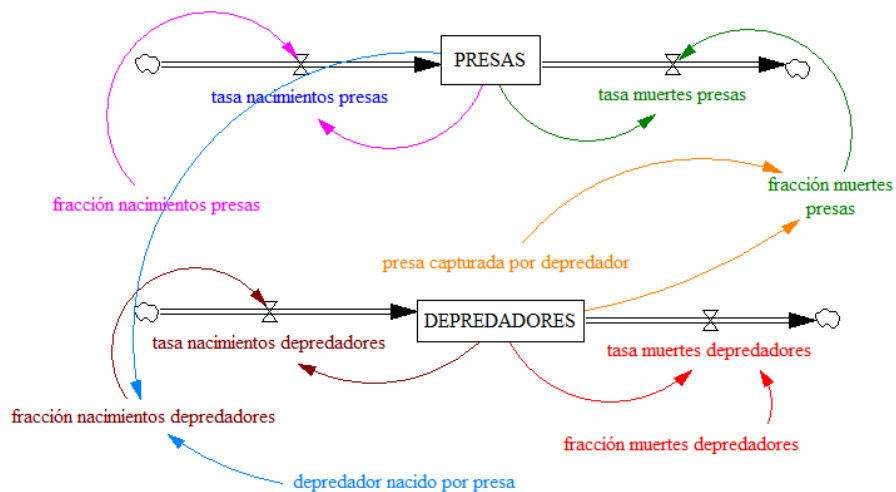 PRESAS
tasa nacimientos presas
tasa muertes presas
fracción nacimientos presas
fracción muertes
presas
presa capturada por depredador
DEPREDADORES
tasa nacimientos depredadores
tasa muertes depredadores
fracción nacimientos depredadores
fracción muertes depredadores
depredador nacido por presa